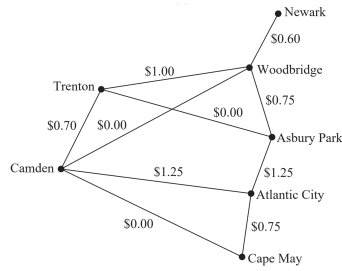 Newark
$0.60
$1.00
Woodbridge
Trenton
$0.75
$0.00
$0.70
$0.00
Asbury Park
Camden
$1.25
$1.25
Atlantic City
$0.00
$0.75
Cape May